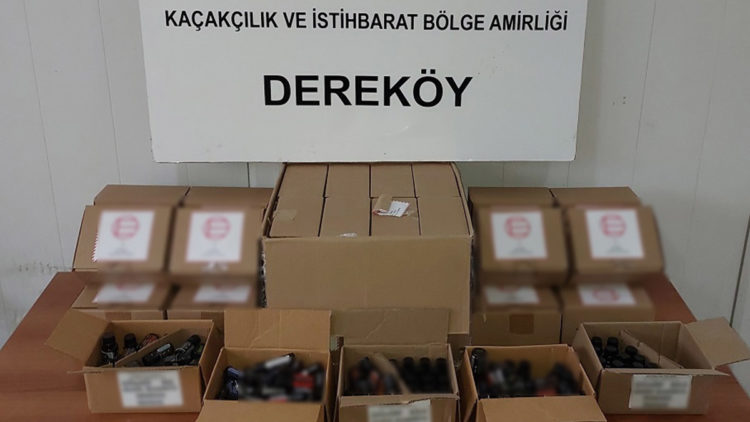 KAÇAKÇILIK VE İSTİHBARAT BÖLGE AMİRLİĞİ
DEREKÖY